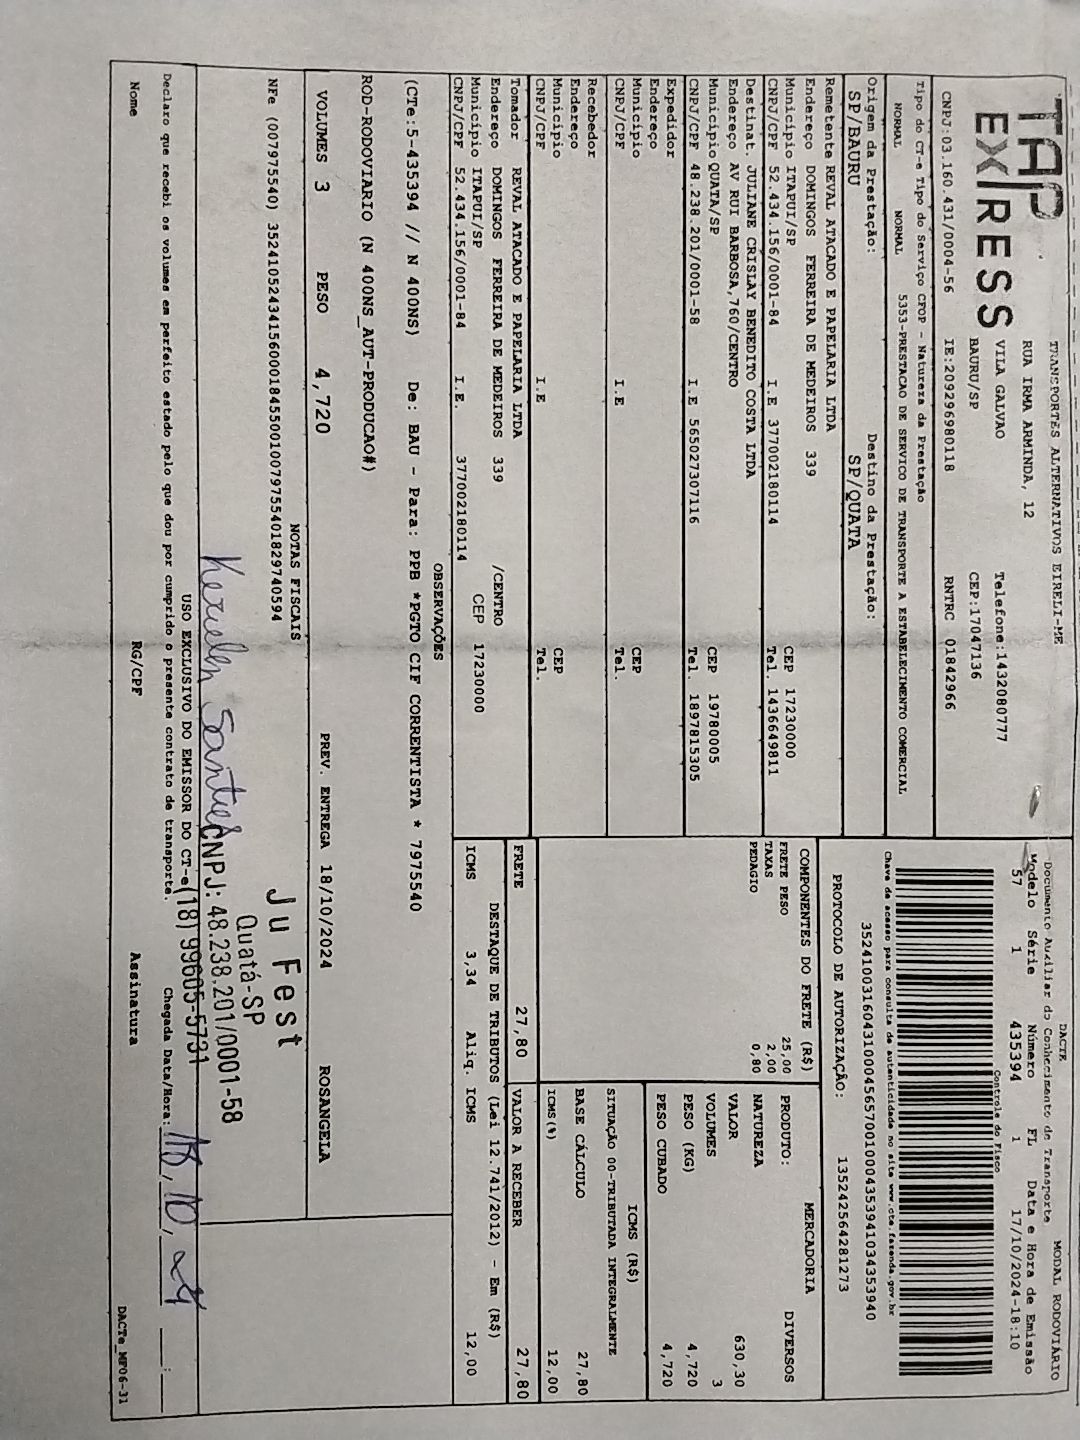 TRANSPORTES ALTERNATIVOS EIRELI-ME
TAP
EX/RESS
RUA IRMA ARMINDA, 12
VILA GALVAO Telefone:1432080777
BAURU/SP CEP:17047136
CNPJ:03.160.431/0004-56 IE:209296980118 RNTRC 01842966
DACTE MODAL RODOVIÁRIO
Documento Auxiliar do Conhecimento de Transporte
Modelo Série Número FL Data e Hora de Emissão
57 1 435394 1 17/10/2024-18:10
Controle do Fisco
Chave de acesso para consulta de autenticidade no site www.cte.fazenda.gov.br
35241003160431000456570010004353941034353940
PROTOCOLO DE AUTORIZAÇÃO: 135242564281273
Tipo do CT-e Tipo do Serviço CFOP - Natureza da Prestação
NORMAL NORMAL 5353-PRESTACAO DE SERVICO DE TRANSPORTE A ESTABELECIMENTO COMERCIAL
Origem da Prestação: Destino da Prestação:
SP/BAURU SP/QUATA
Remetente REVAL ATACADO E PAPELARIA LTDA
Endereço DOMINGOS FERREIRA DE MEDEIROS 339
Município ITAPUI/SP CEP 17230000
CNPJ/CPF 52.434.156/0001-84 I.E 377002180114 Tel. 1436649811
Destinat. JULIANE CRISLAY BENEDITO COSTA LTDA
Endereço AV RUI BARBOSA,760/CENTRO
Município QUATA/SP CEP 19780005
CNPJ/CPF 48.238.201/0001-58 I.E 565027307116 Tel. 1897815305
Expedidor
Endereço
Município CEP
CNPJ/CPF I.E Tel.
Recebedor
Endereço
Município CEP
CNPJ/CPF I.E Tel.
Tomador REVAL ATACADO E PAPELARIA LTDA
Endereço DOMINGOS FERREIRA DE MEDEIROS 339 /CENTRO
Município ITAPUI/SP CEP 17230000
CNPJ/CPF 52.434.156/0001-84 I.E. 377002180114
COMPONENTES DO FRETE (R$)
FRETE PESO 25,00
TAXAS 2,00
PEDAGIO 0,80
MERCADORIA
PRODUTO: DIVERSOS
NATUREZA
VALOR 630,30
VOLUMES 3
PESO (KG) 4,720
PESO CUBADO 4,720
ICMS (R$)
SITUAÇÃO 00-TRIBUTADA INTEGRALMENTE
BASE CÁLCULO 27,80
ICMS(%) 12,00
FRETE 27,80 VALOR A RECEBER 27,80
DESTAQUE DE TRIBUTOS (Lei 12.741/2012) - Em (R$)
ICMS 3,34 Aliq. ICMS 12,00
OBSERVAÇÕES
(CTe:5-435394 // N 400NS) De: BAU - Para: PPB *PGTO CIF CORRENTISTA * 7975540
ROD-RODOVIARIO (N 400NS_AUT-PRODUCAO#)
VOLUMES 3 PESO 4,720 PREV. ENTREGA 18/10/2024 ROSANGELA
NOTAS FISCAIS
NFe (007975540) 35241052434156000184550010079755401829740594
Ju Fest
Quatá-SP
CNPJ: 48.238.201/0001-58
(18) 99605-5731
USO EXCLUSIVO DO EMISSOR DO CT-e
Declaro que recebi os volumes em perfeito estado pelo que dou por cumprido o presente contrato de transporte. Chegada Data/Hora: 18, 10, 24 __:__
Nome RG/CPF Assinatura DACTe_MF06-31